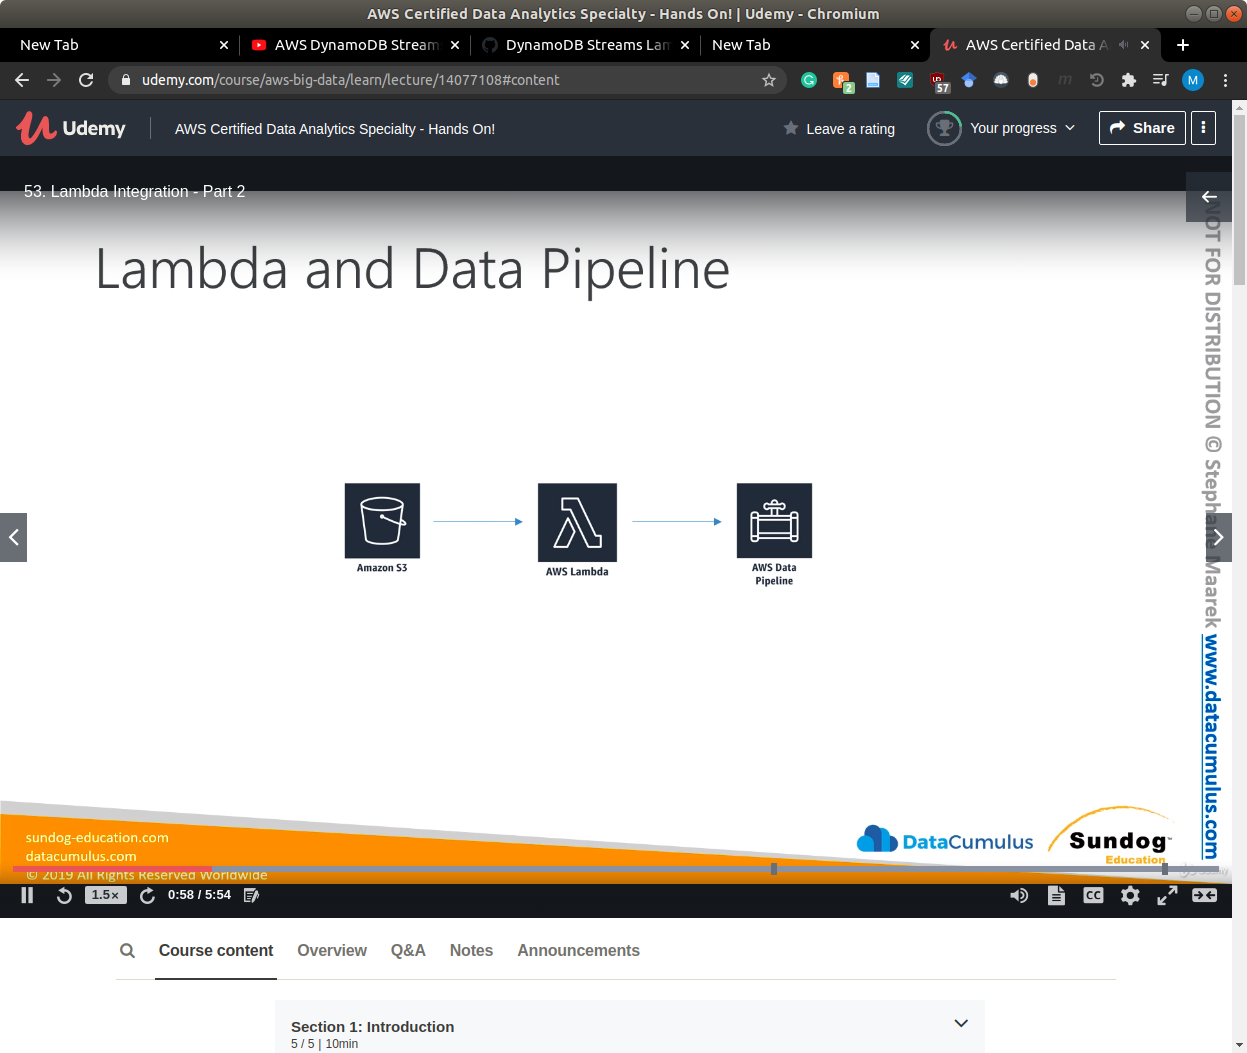 AWS Certified Data Analytics Specialty - Hands On! | Udemy - Chromium
New Tab
AWS DynamoDB Stream
DynamoDB Streams Lam
New Tab
AWS Certified Data A
udemy.com/course/aws-big-data/learn/lecture/14077108#content
2
57
M
Udemy
AWS Certified Data Analytics Specialty - Hands On!
Leave a rating
Your progress
Share
53. Lambda Integration - Part 2
Lambda and Data Pipeline
Amazon S3
AWS Lambda
AWS Data
Pipeline
NOT FOR DISTRIBUTION © Stephane Maarek www.datacumulus.com
sundog-education.com
datacumulus.com
© 2019 All Rights Reserved Worldwide
DataCumulus
Sundog
Education
1.5×
0:58 / 5:54
CC
Course content
Overview
Q&A
Notes
Announcements
Section 1: Introduction
5 / 5 | 10min